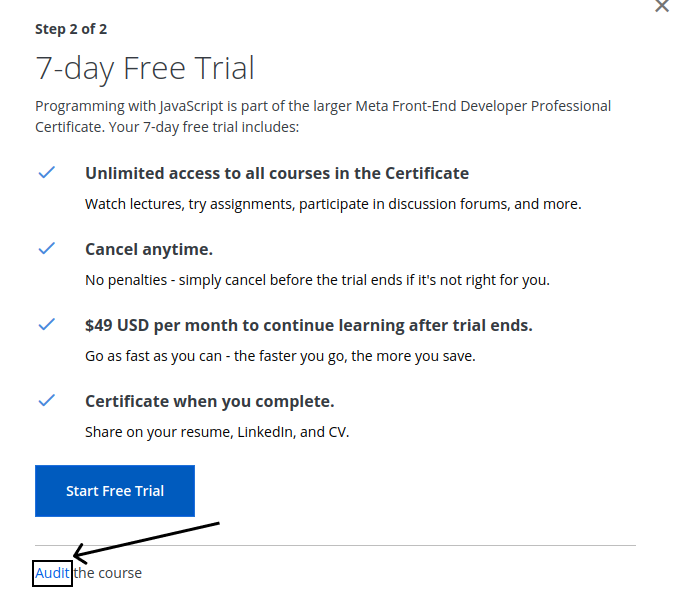 Step 2 of 2
7-day Free Trial
Programming with JavaScript is part of the larger Meta Front-End Developer Professional
Certificate. Your 7-day free trial includes:
Unlimited access to all courses in the Certificate
Watch lectures, try assignments, participate in discussion forums, and more.
Cancel anytime.
No penalties - simply cancel before the trial ends if it's not right for you.
$49 USD per month to continue learning after trial ends.
Go as fast as you can - the faster you go, the more you save.
Certificate when you complete.
Share on your resume, LinkedIn, and CV.
Start Free Trial
Audit the course